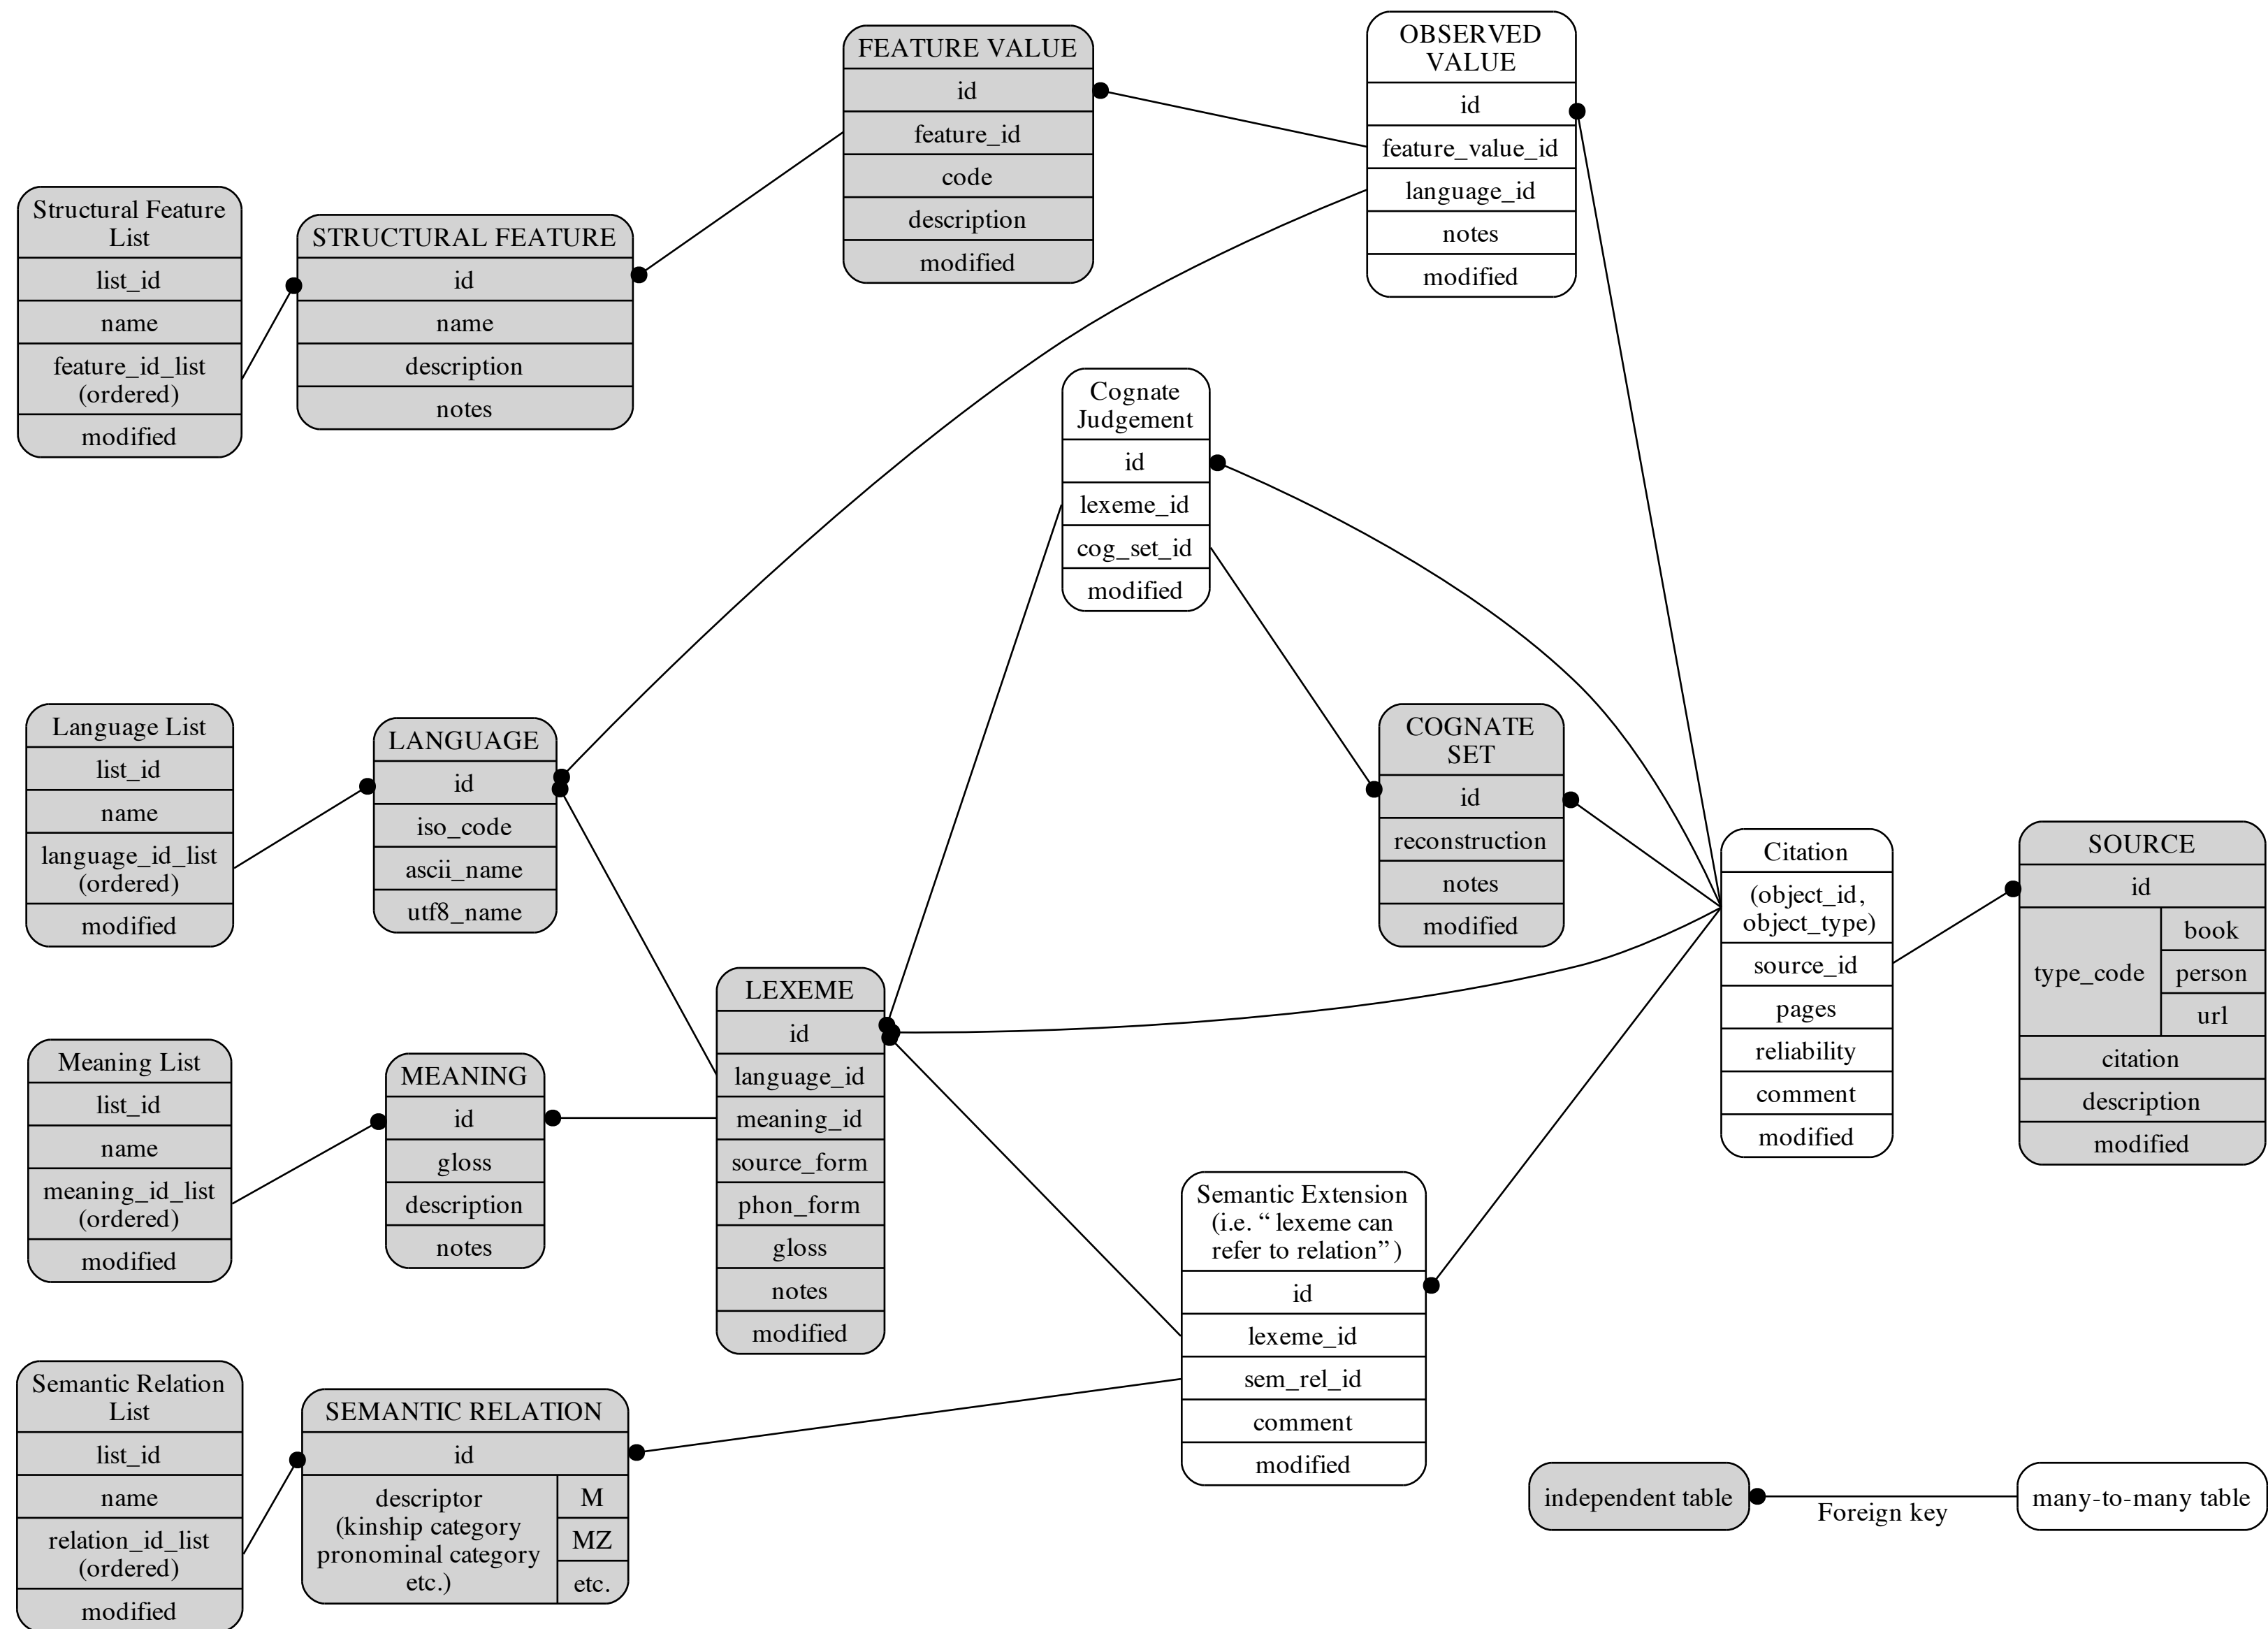 FEATURE VALUE
id
feature_id
code
description
modified
OBSERVED
VALUE
id
feature_value_id
language_id
notes
modified
Structural Feature
List
list_id
name
feature_id_list
(ordered)
modified
STRUCTURAL FEATURE
id
name
description
notes
Cognate
Judgement
id
lexeme_id
cog_set_id
modified
Language List
list_id
name
language_id_list
(ordered)
modified
LANGUAGE
id
iso_code
ascii_name
utf8_name
COGNATE
SET
id
reconstruction
notes
modified
Citation
(object_id,
object_type)
source_id
pages
reliability
comment
modified
SOURCE
id
type_code
book
person
url
citation
description
modified
LEXEME
id
language_id
meaning_id
source_form
phon_form
gloss
notes
modified
Meaning List
list_id
name
meaning_id_list
(ordered)
modified
MEANING
id
gloss
description
notes
Semantic Extension
(i.e. “ lexeme can
refer to relation” )
id
lexeme_id
sem_rel_id
comment
modified
Semantic Relation
List
list_id
name
relation_id_list
(ordered)
modified
SEMANTIC RELATION
id
descriptor
(kinship category
pronominal category
etc.)
M
MZ
etc.
independent table
Foreign key
many-to-many table